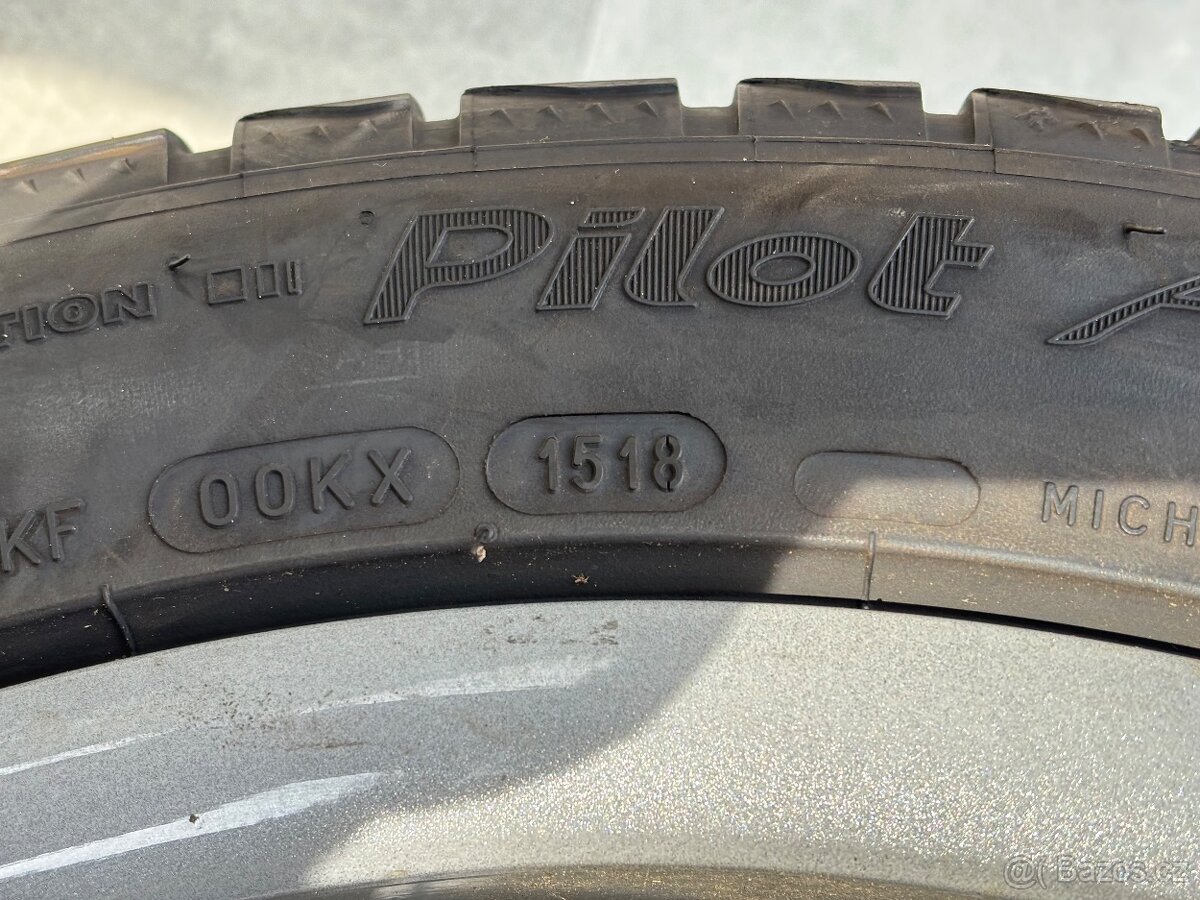 TION Pilot A
KF 00KX 1518 MICH
Bazos.cz